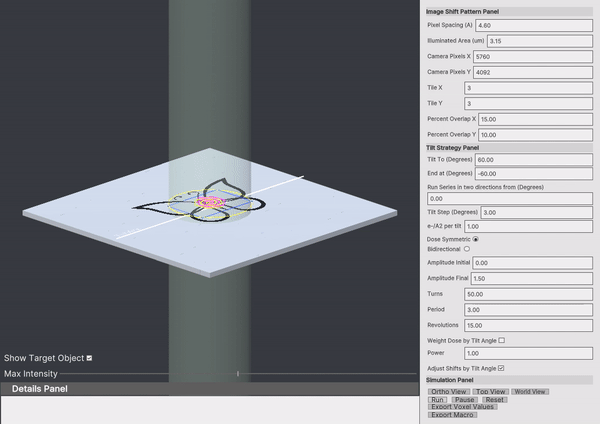 Image Shift Pattern Panel
Pixel Spacing (A) 4.60
Illuminated Area (um) 3.15
Camera Pixels X 5760
Camera Pixels Y 4092
Tile X 3
Tile Y 3
Percent Overlap X 15.00
Percent Overlap Y 10.00
Tilt Strategy Panel
Tilt To (Degrees) 60.00
End at (Degrees) -60.00
Run Series in two directions from (Degrees)
0.00
Tilt Step (Degrees) 3.00
e-/A2 per tilt 1.00
Dose Symmetric
Bidirectional
Amplitude Initial 0.00
Amplitude Final 1.50
Turns 50.00
Period 3.00
Revolutions 15.00
Weight Dose by Tilt Angle
Power 1.00
Adjust Shifts by Tilt Angle
Simulation Panel
Ortho View Top View World View
Run Pause Reset
Export Voxel Values
Export Macro
Show Target Object
Max Intensity
Details Panel